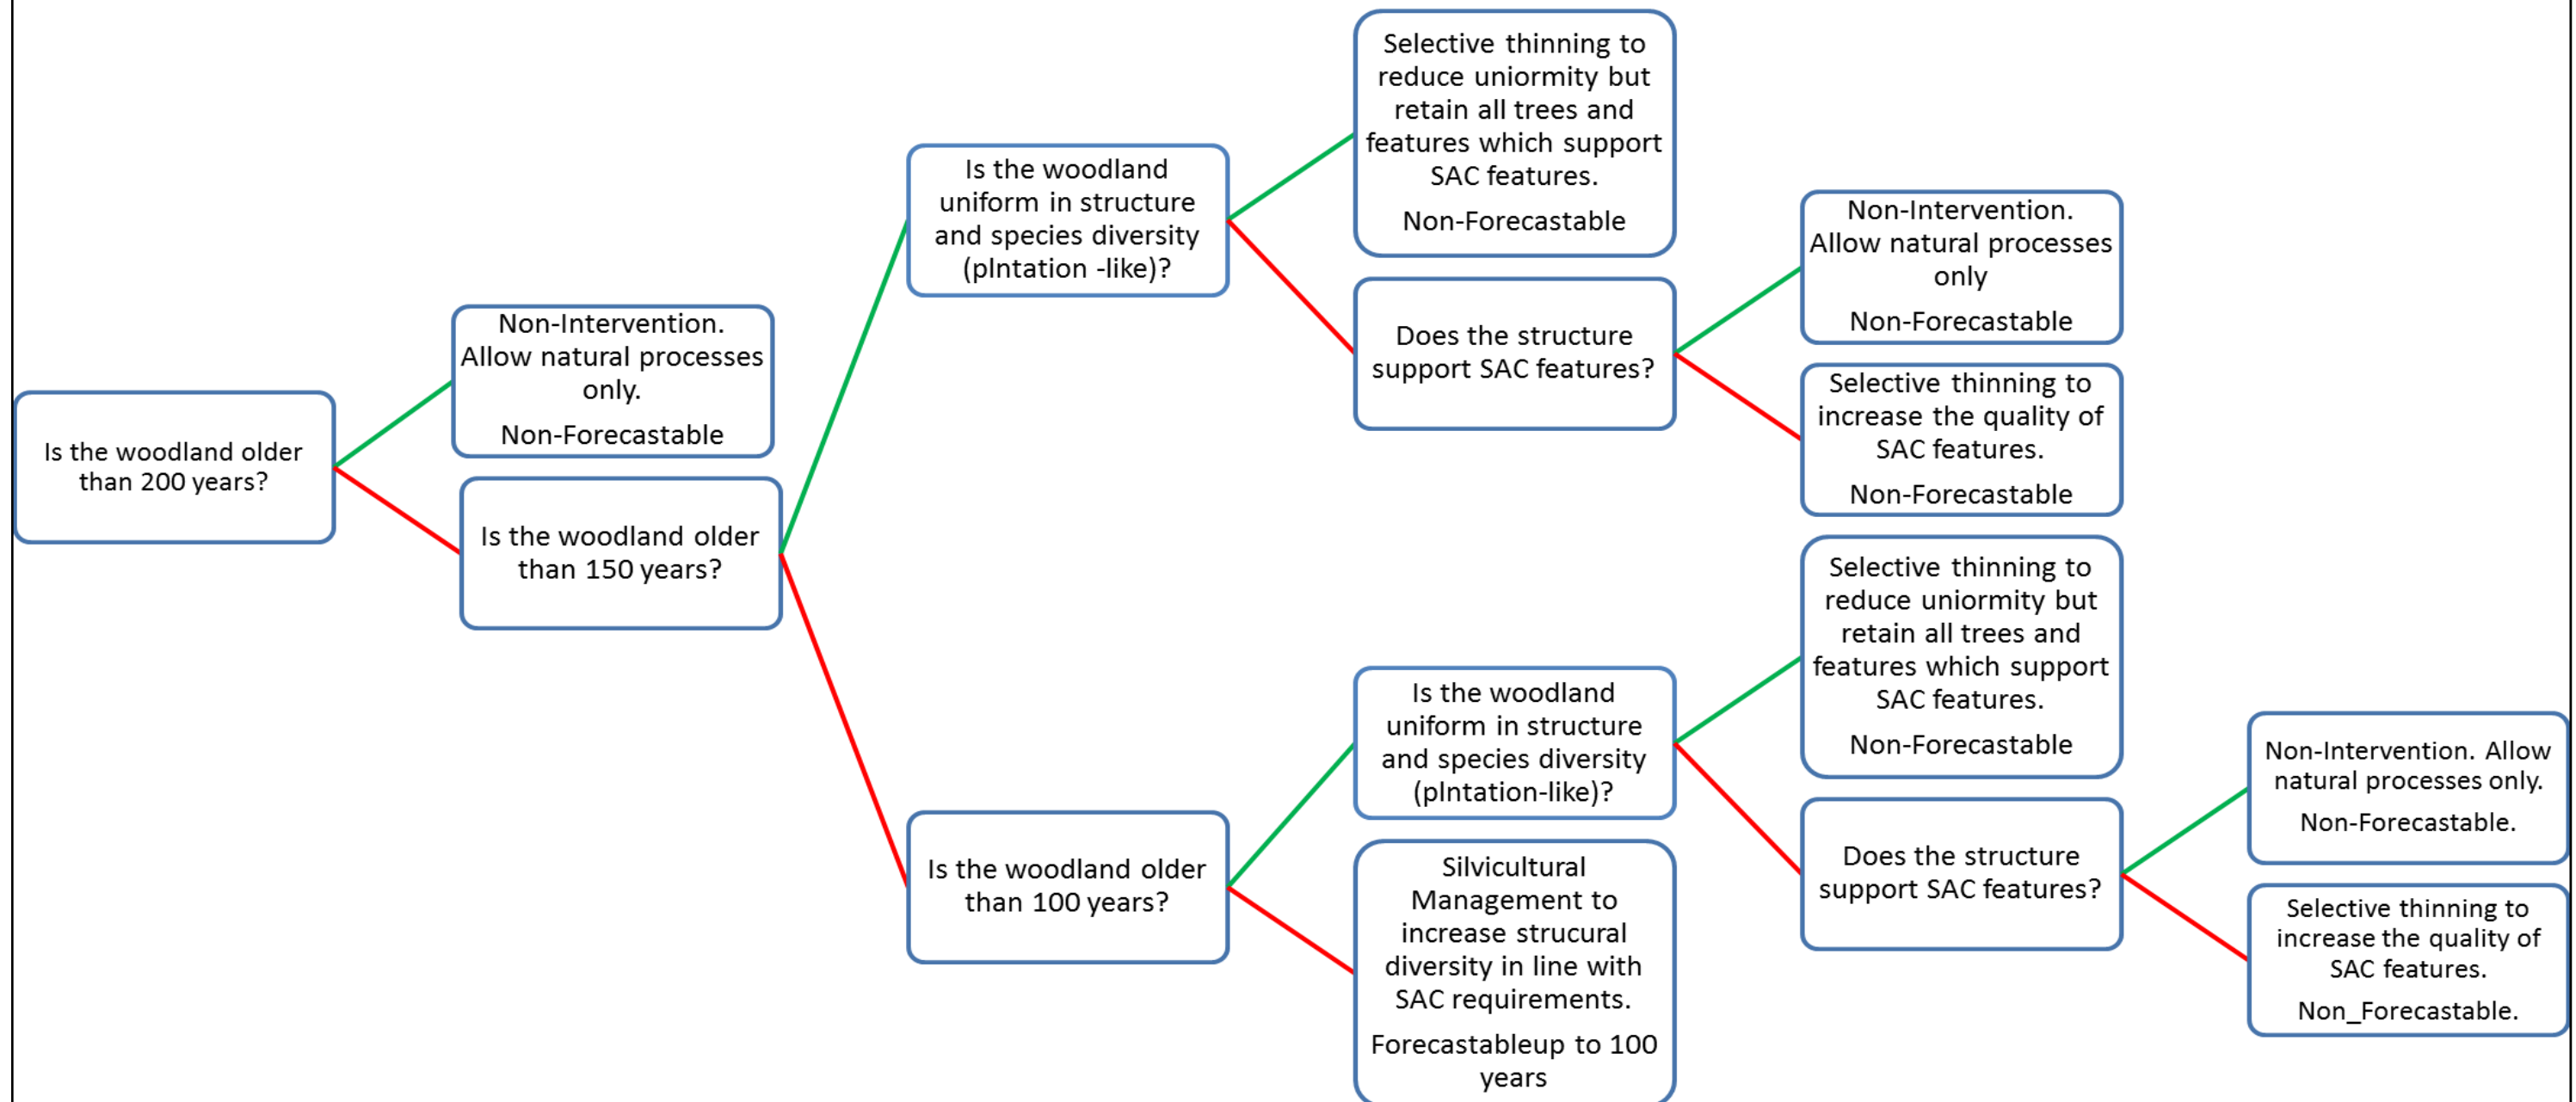 Is the woodland older
than 200 years?
Non-Intervention.
Allow natural processes
only.
Non-Forecastable
Is the woodland older
than 150 years?
Is the woodland
uniform in structure
and species diversity
(plntation -like)?
Selective thinning to
reduce uniormity but
retain all trees and
features which support
SAC features.
Non-Forecastable
Does the structure
support SAC features?
Non-Intervention.
Allow natural processes
only
Non-Forecastable
Selective thinning to
increase the quality of
SAC features.
Non-Forecastable
Is the woodland older
than 100 years?
Is the woodland
uniform in structure
and species diversity
(plntation-like)?
Selective thinning to
reduce uniormity but
retain all trees and
features which support
SAC features.
Non-Forecastable
Does the structure
support SAC features?
Non-Intervention. Allow
natural processes only.
Non-Forecastable.
Selective thinning to
increase the quality of
SAC features.
Non_Forecastable.
Silvicultural
Management to
increase strucural
diversity in line with
SAC requirements.
Forecastableup to 100
years